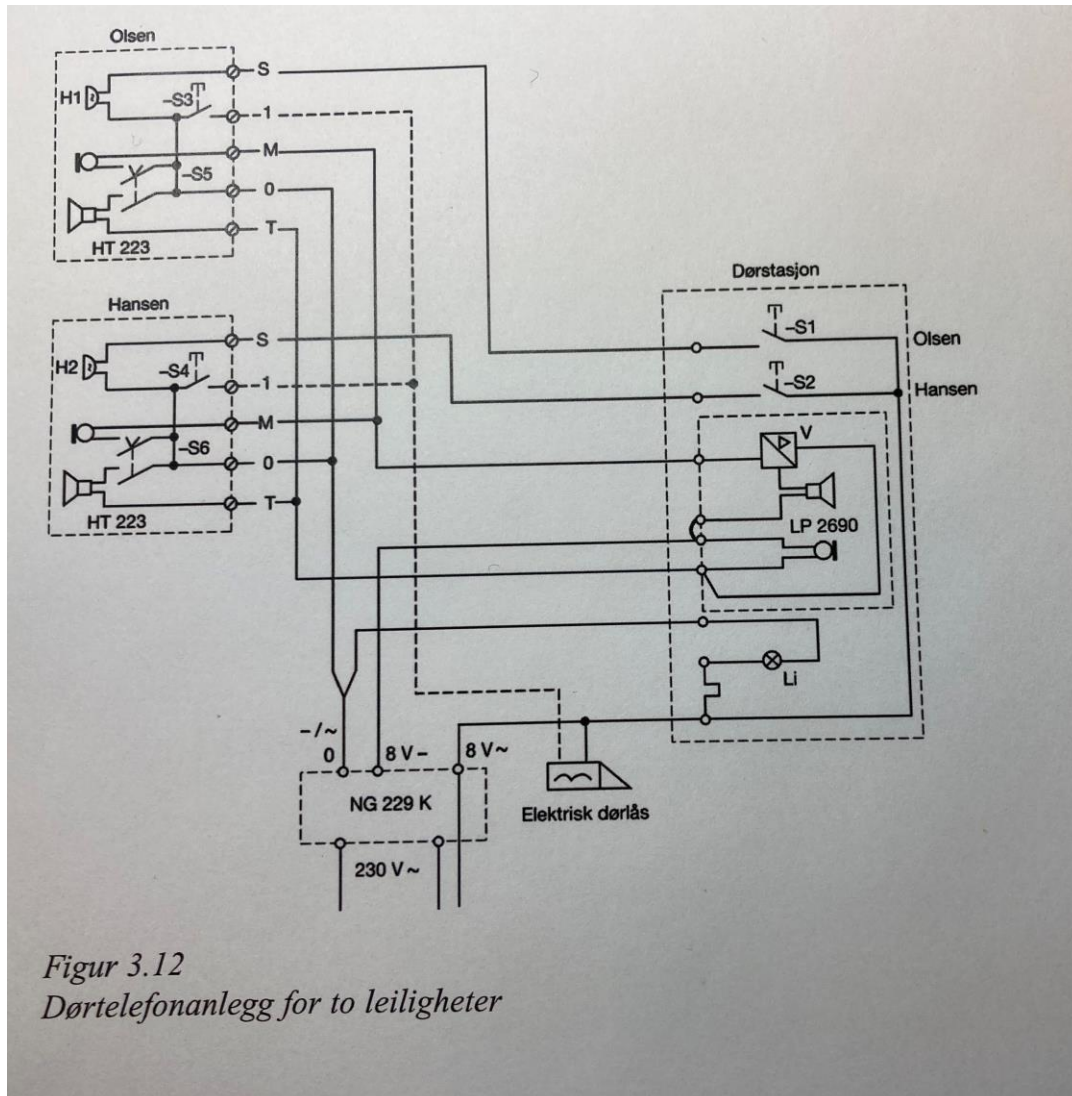 Olsen
H1
-S3
S
-1
M
-S5
0
T
HT 223
Hansen
H2
-S4
S
-1
M
-S6
0
T
HT 223
Dørstasjon
-S1
Olsen
-S2
Hansen
V
LP 2690
Li
-/~
0
8 V -
8 V ~
NG 229 K
230 V ~
Elektrisk dørlås
Figur 3.12
Dørtelefonanlegg for to leiligheter